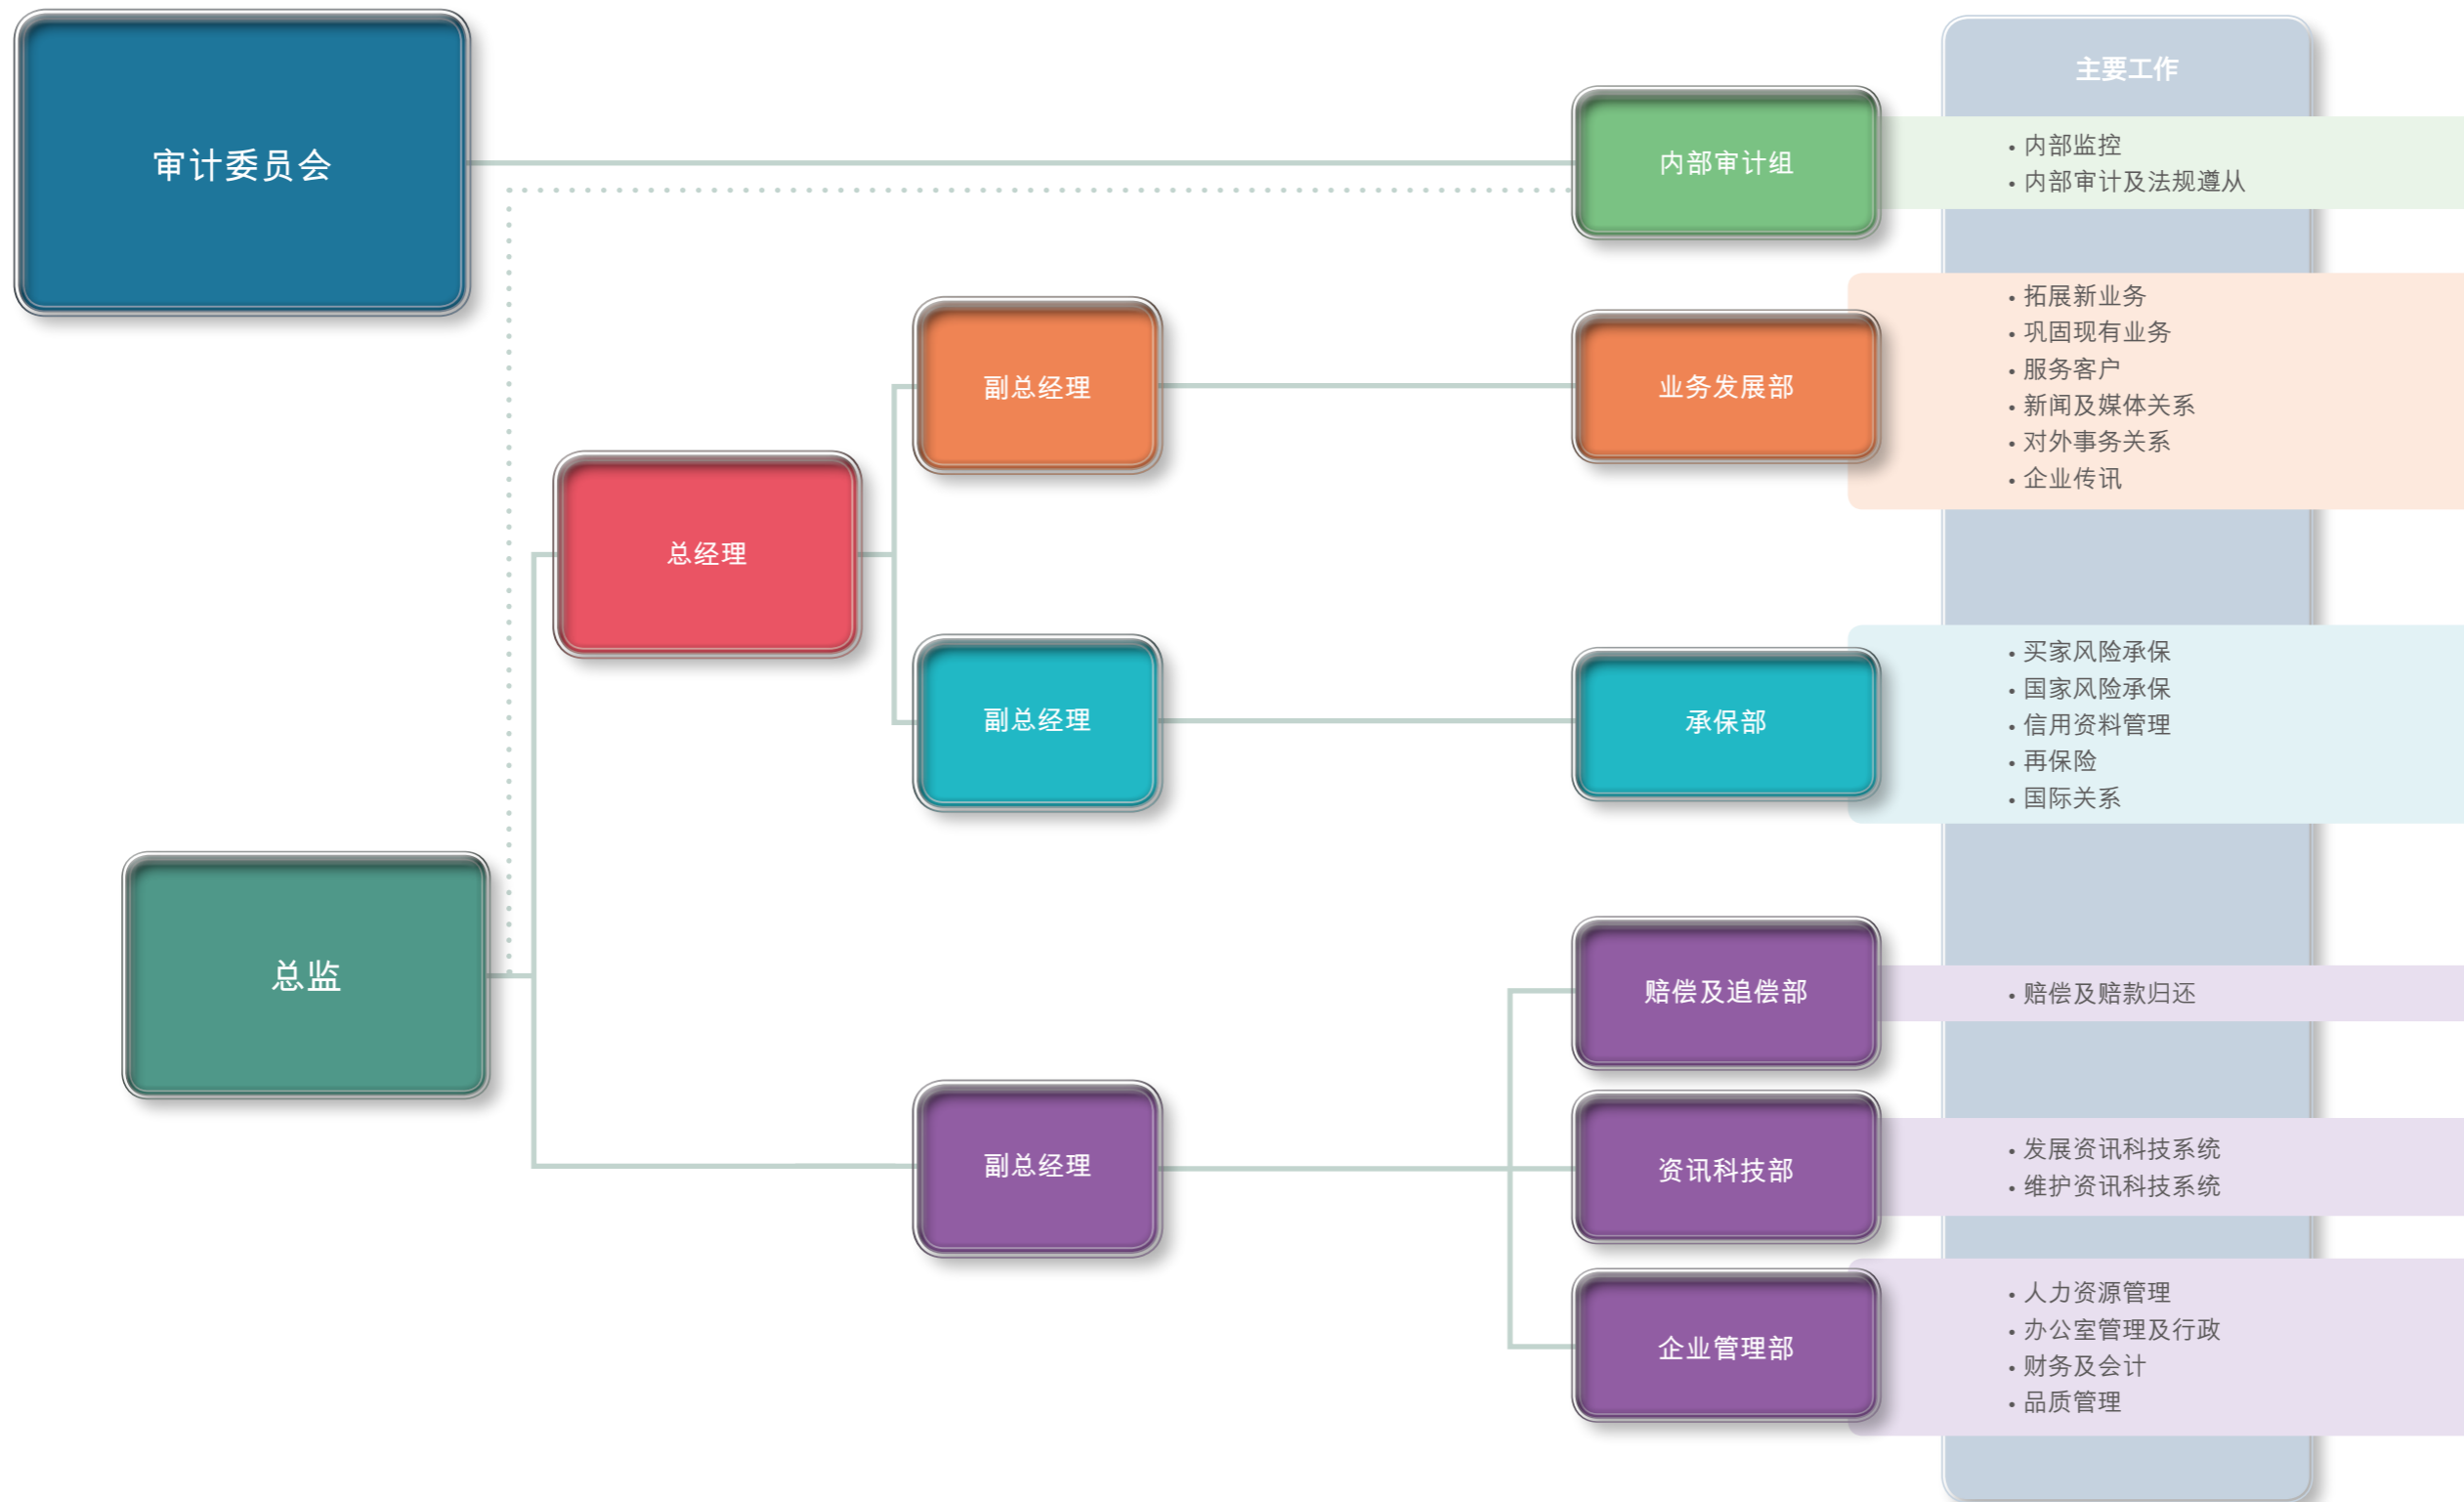 审计委员会
主要工作
内部审计组
• 内部监控
• 内部审计及法规遵从
副总经理
业务发展部
• 拓展新业务
• 巩固现有业务
• 服务客户
• 新闻及媒体关系
• 对外事务关系
• 企业传讯
总经理
副总经理
承保部
• 买家风险承保
• 国家风险承保
• 信用资料管理
• 再保险
• 国际关系
总监
赔偿及追偿部
• 赔偿及赔款归还
副总经理
资讯科技部
• 发展资讯科技系统
• 维护资讯科技系统
企业管理部
• 人力资源管理
• 办公室管理及行政
• 财务及会计
• 品质管理